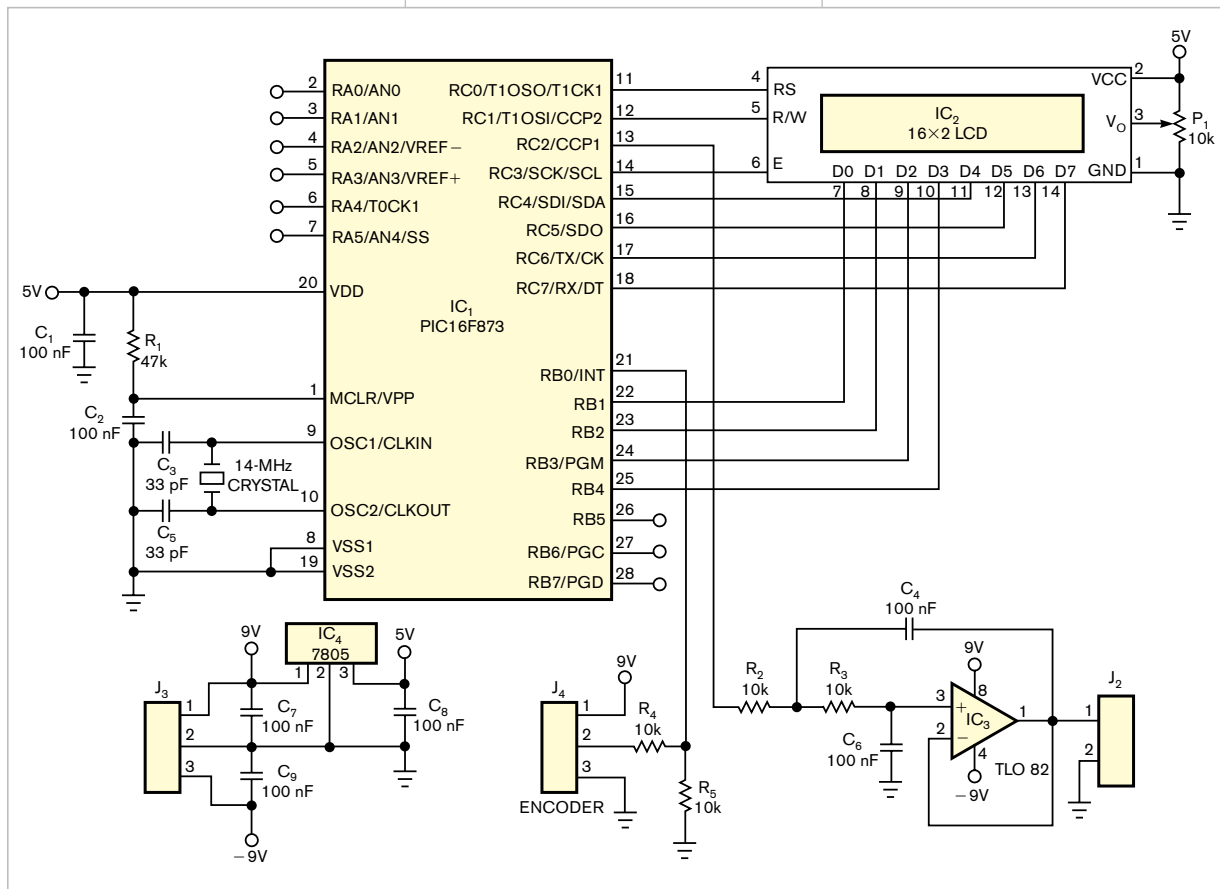 5V
2
RA0/AN0
3
RA1/AN1
4
RA2/AN2/VREF−
5
RA3/AN3/VREF+
6
RA4/T0CK1
7
RA5/AN4/SS
5V
20
VDD
C1
100 nF
R1
47k
1
MCLR/VPP
C2
100 nF
9
OSC1/CLKIN
C3
33 pF
14-MHz
CRYSTAL
10
OSC2/CLKOUT
C5
33 pF
8
VSS1
19
VSS2
IC1
PIC16F873
RC0/T1OSO/T1CK1
11
RC1/T1OSI/CCP2
12
RC2/CCP1
13
RC3/SCK/SCL
14
RC4/SDI/SDA
15
RC5/SDO
16
RC6/TX/CK
17
RC7/RX/DT
18
RB0/INT
21
RB1
22
RB2
23
RB3/PGM
24
RB4
25
RB5
26
RB6/PGC
27
RB7/PGD
28
4
RS
5
R/W
6
E
IC2
16×2 LCD
VCC
2
VO
3
GND
1
P1
10k
D0 D1 D2 D3 D4 D5 D6 D7
7 8 9 10 11 12 13 14
9V
IC4
7805
5V
1 2 3
J3
1
2
3
C7
100 nF
C8
100 nF
C9
100 nF
−9V
9V
J4
1
2
3
ENCODER
R4
10k
R5
10k
R2
10k
R3
10k
C4
100 nF
C6
100 nF
9V
8
3
+
2
−
IC3
1
4
TLO 82
−9V
J2
1
2